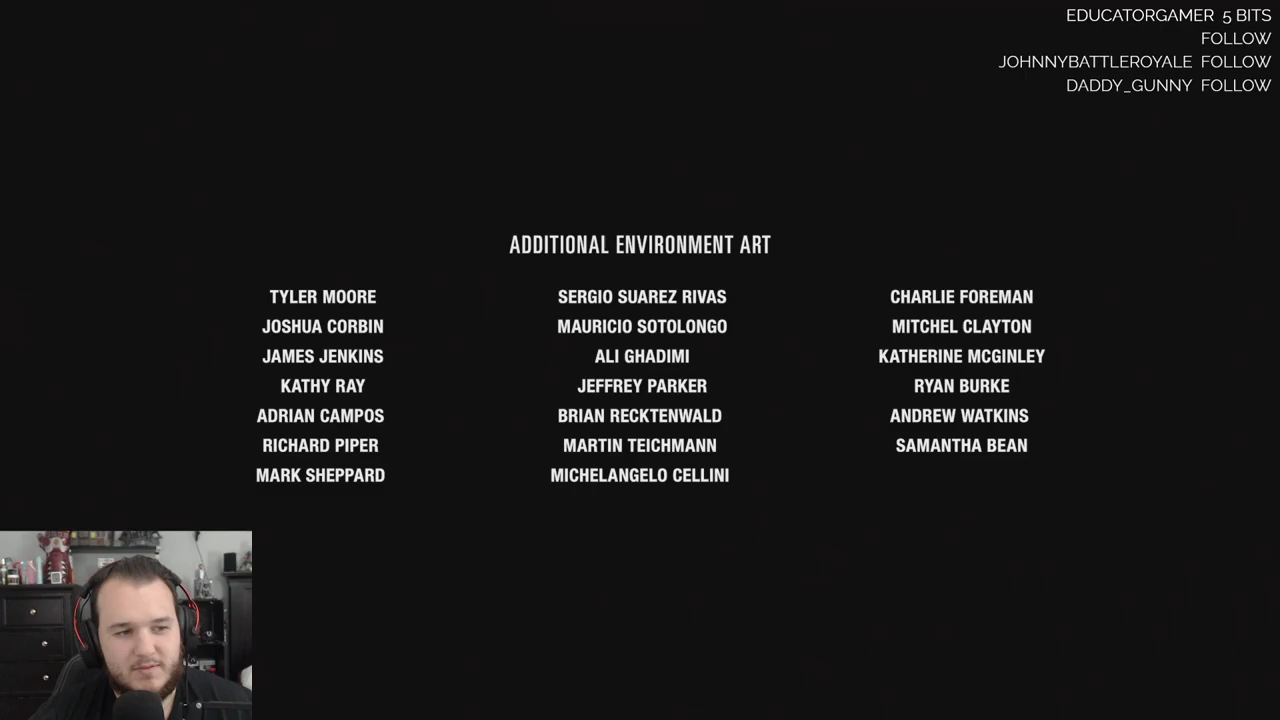 EDUCATORGAMER 5 BITS
FOLLOW
JOHNNYBATTLEROYALE FOLLOW
DADDY_GUNNY FOLLOW
ADDITIONAL ENVIRONMENT ART
TYLER MOORE
JOSHUA CORBIN
JAMES JENKINS
KATHY RAY
ADRIAN CAMPOS
RICHARD PIPER
MARK SHEPPARD
SERGIO SUAREZ RIVAS
MAURICIO SOTOLONGO
ALI GHADIMI
JEFFREY PARKER
BRIAN RECKTENWALD
MARTIN TEICHMANN
MICHELANGELO CELLINI
CHARLIE FOREMAN
MITCHEL CLAYTON
KATHERINE MCGINLEY
RYAN BURKE
ANDREW WATKINS
SAMANTHA BEAN